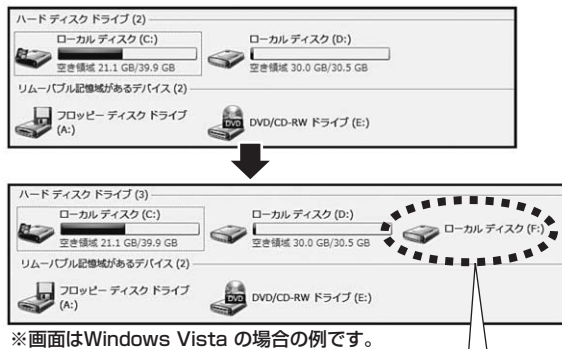 ハード ディスク ドライブ (2)
ローカル ディスク (C:)
空き領域 21.1 GB/39.9 GB
ローカル ディスク (D:)
空き領域 30.0 GB/30.5 GB
リムーバブル記憶域があるデバイス (2)
フロッピー ディスク ドライブ
(A:)
DVD
DVD/CD-RW ドライブ (E:)
ハード ディスク ドライブ (3)
ローカル ディスク (C:)
空き領域 21.1 GB/39.9 GB
ローカル ディスク (D:)
空き領域 30.0 GB/30.5 GB
ローカル ディスク (F:)
リムーバブル記憶域があるデバイス (2)
フロッピー ディスク ドライブ
(A:)
DVD
DVD/CD-RW ドライブ (E:)
※画面はWindows Vista の場合の例です。